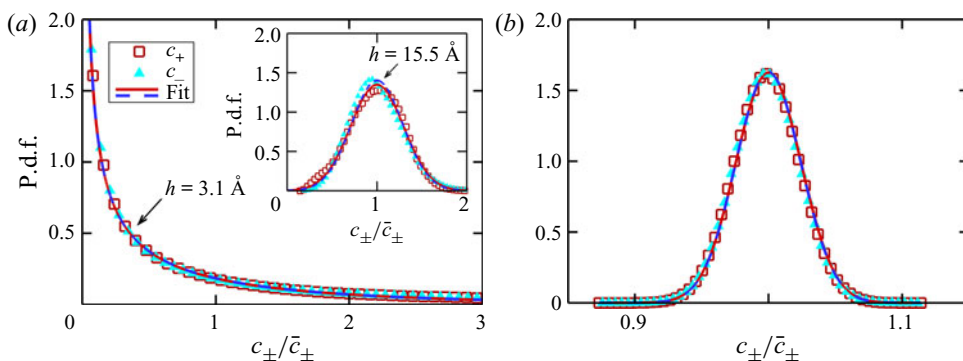 (a)
2.0
1.5
1.0
0.5
P.d.f.
c₊
c₋
Fit
h = 3.1 Å
0 1 2 3
c±/c̄±
2.0
1.5
1.0
0.5
P.d.f.
h = 15.5 Å
0 1 2
c±/c̄±
(b)
2.0
1.5
1.0
0.5
0
0.9 1.1
c±/c̄±